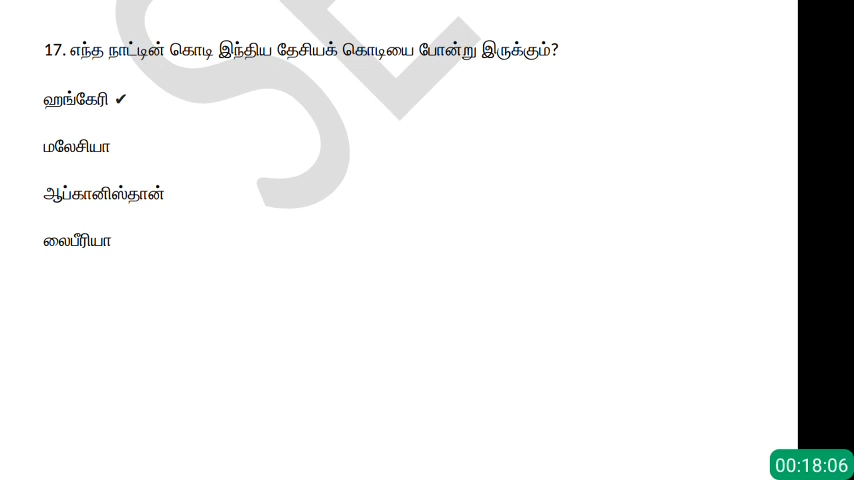 17. எந்த நாட்டின் கொடி இந்திய தேசியக் கொடியை போன்று இருக்கும்?
ஹங்கேரி ✔
மலேசியா
ஆப்கானிஸ்தான்
லைபீரியா
00:18:06